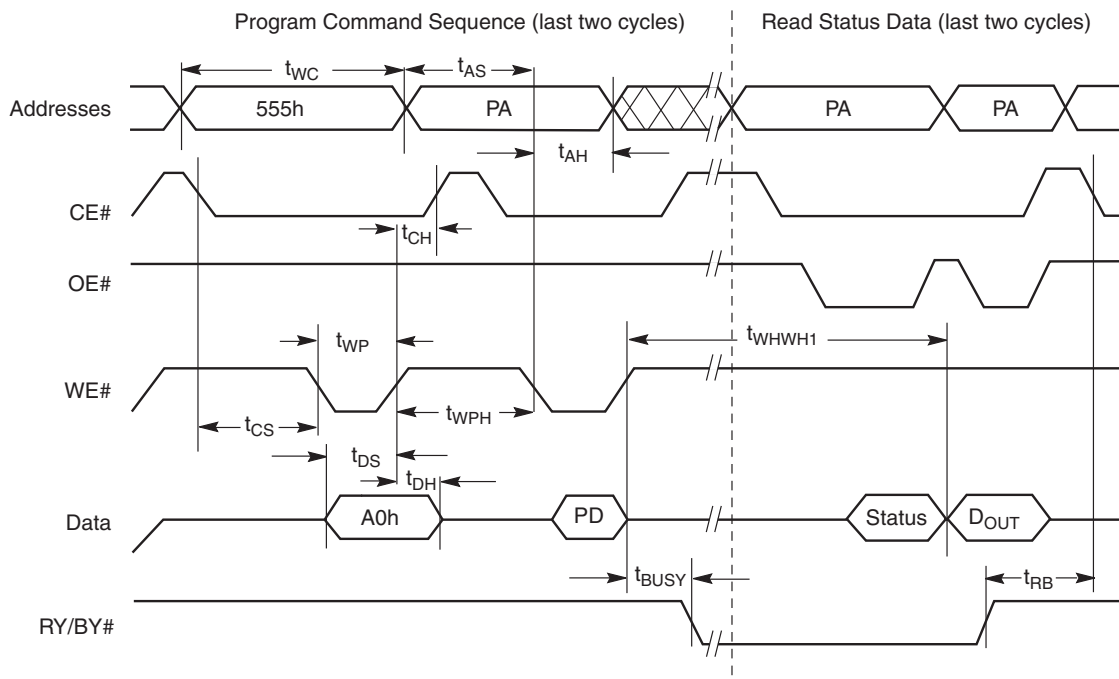 Program Command Sequence (last two cycles) Read Status Data (last two cycles)
tWC tAS
Addresses 555h PA PA PA
tAH
CE#
tCH
OE#
tWP tWHWH1
WE#
tCS tWPH
tDS
tDH
Data A0h PD Status DOUT
tBUSY tRB
RY/BY#